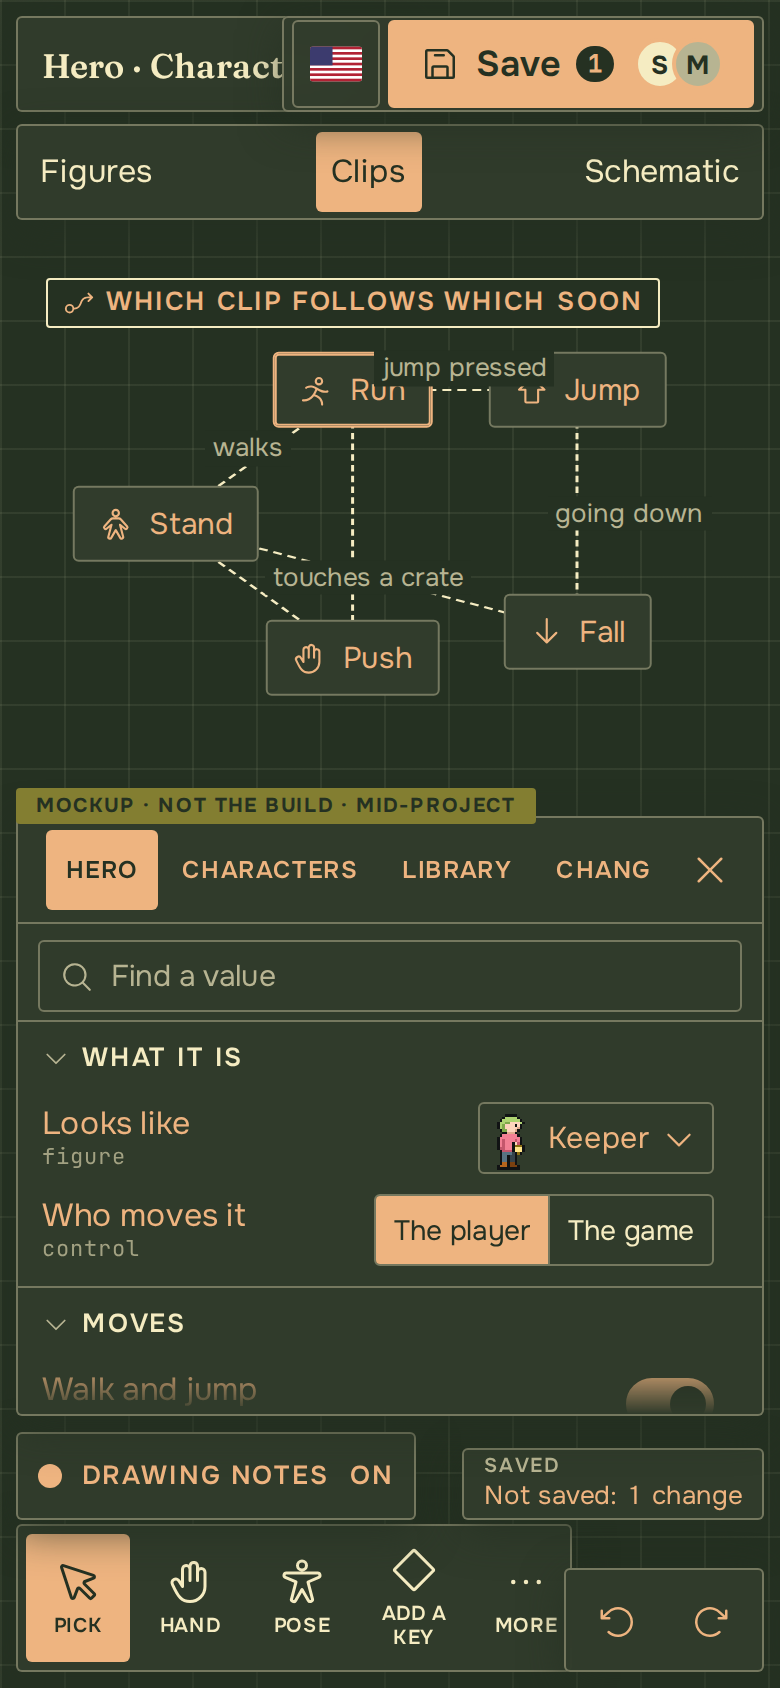 Hero · Charact
Save 1 S M
Figures Clips Schematic
WHICH CLIP FOLLOWS WHICH SOON
jump pressed
Run Jump
walks
Stand
going down
touches a crate
Fall
Push
MOCKUP · NOT THE BUILD · MID-PROJECT
HERO CHARACTERS LIBRARY CHANG
Find a value
WHAT IT IS
Looks like
figure
Keeper
Who moves it
control
The player The game
MOVES
Walk and jump
DRAWING NOTES ON
SAVED
Not saved: 1 change
PICK HAND POSE ADD A KEY MORE